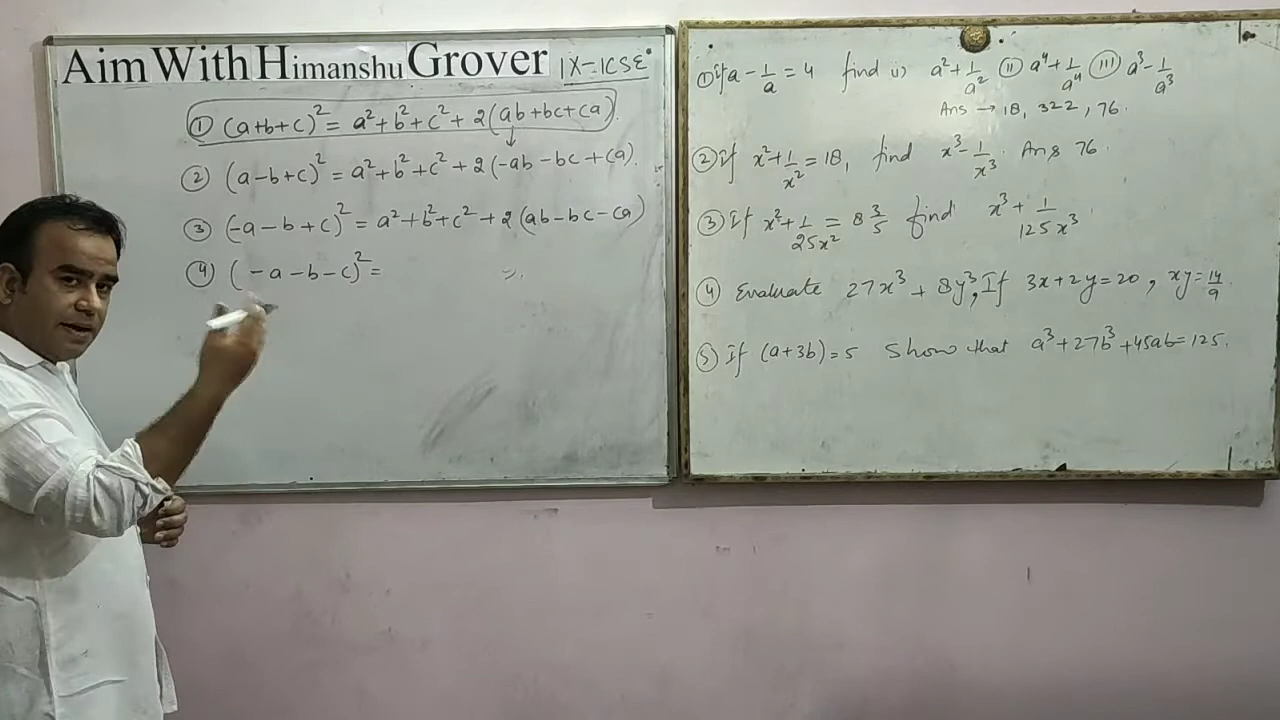 Aim With Himanshu Grover IX-ICSE
① (a+b+c)² = a²+b²+c² + 2(ab+bc+ca).
② (a-b+c)² = a²+b²+c² + 2(-ab-bc+ca).
③ (-a-b+c)² = a²+b²+c² + 2(ab-bc-ca)
④ (-a-b-c)² =
① If a - 1/a = 4 find i) a²+1/a² (ii) a⁴+1/a⁴ (iii) a³-1/a³
Ans → 18, 322, 76.
② If x²+1/x² = 18, find x³-1/x³. Ans 76.
③ If x²+1/25x² = 8 3/5 find x³+1/125x³.
④ Evaluate 27x³ + 8y³, If 3x+2y=20, xy=14/9
⑤ If (a+3b)=5 Show that a³+27b³+45ab=125.